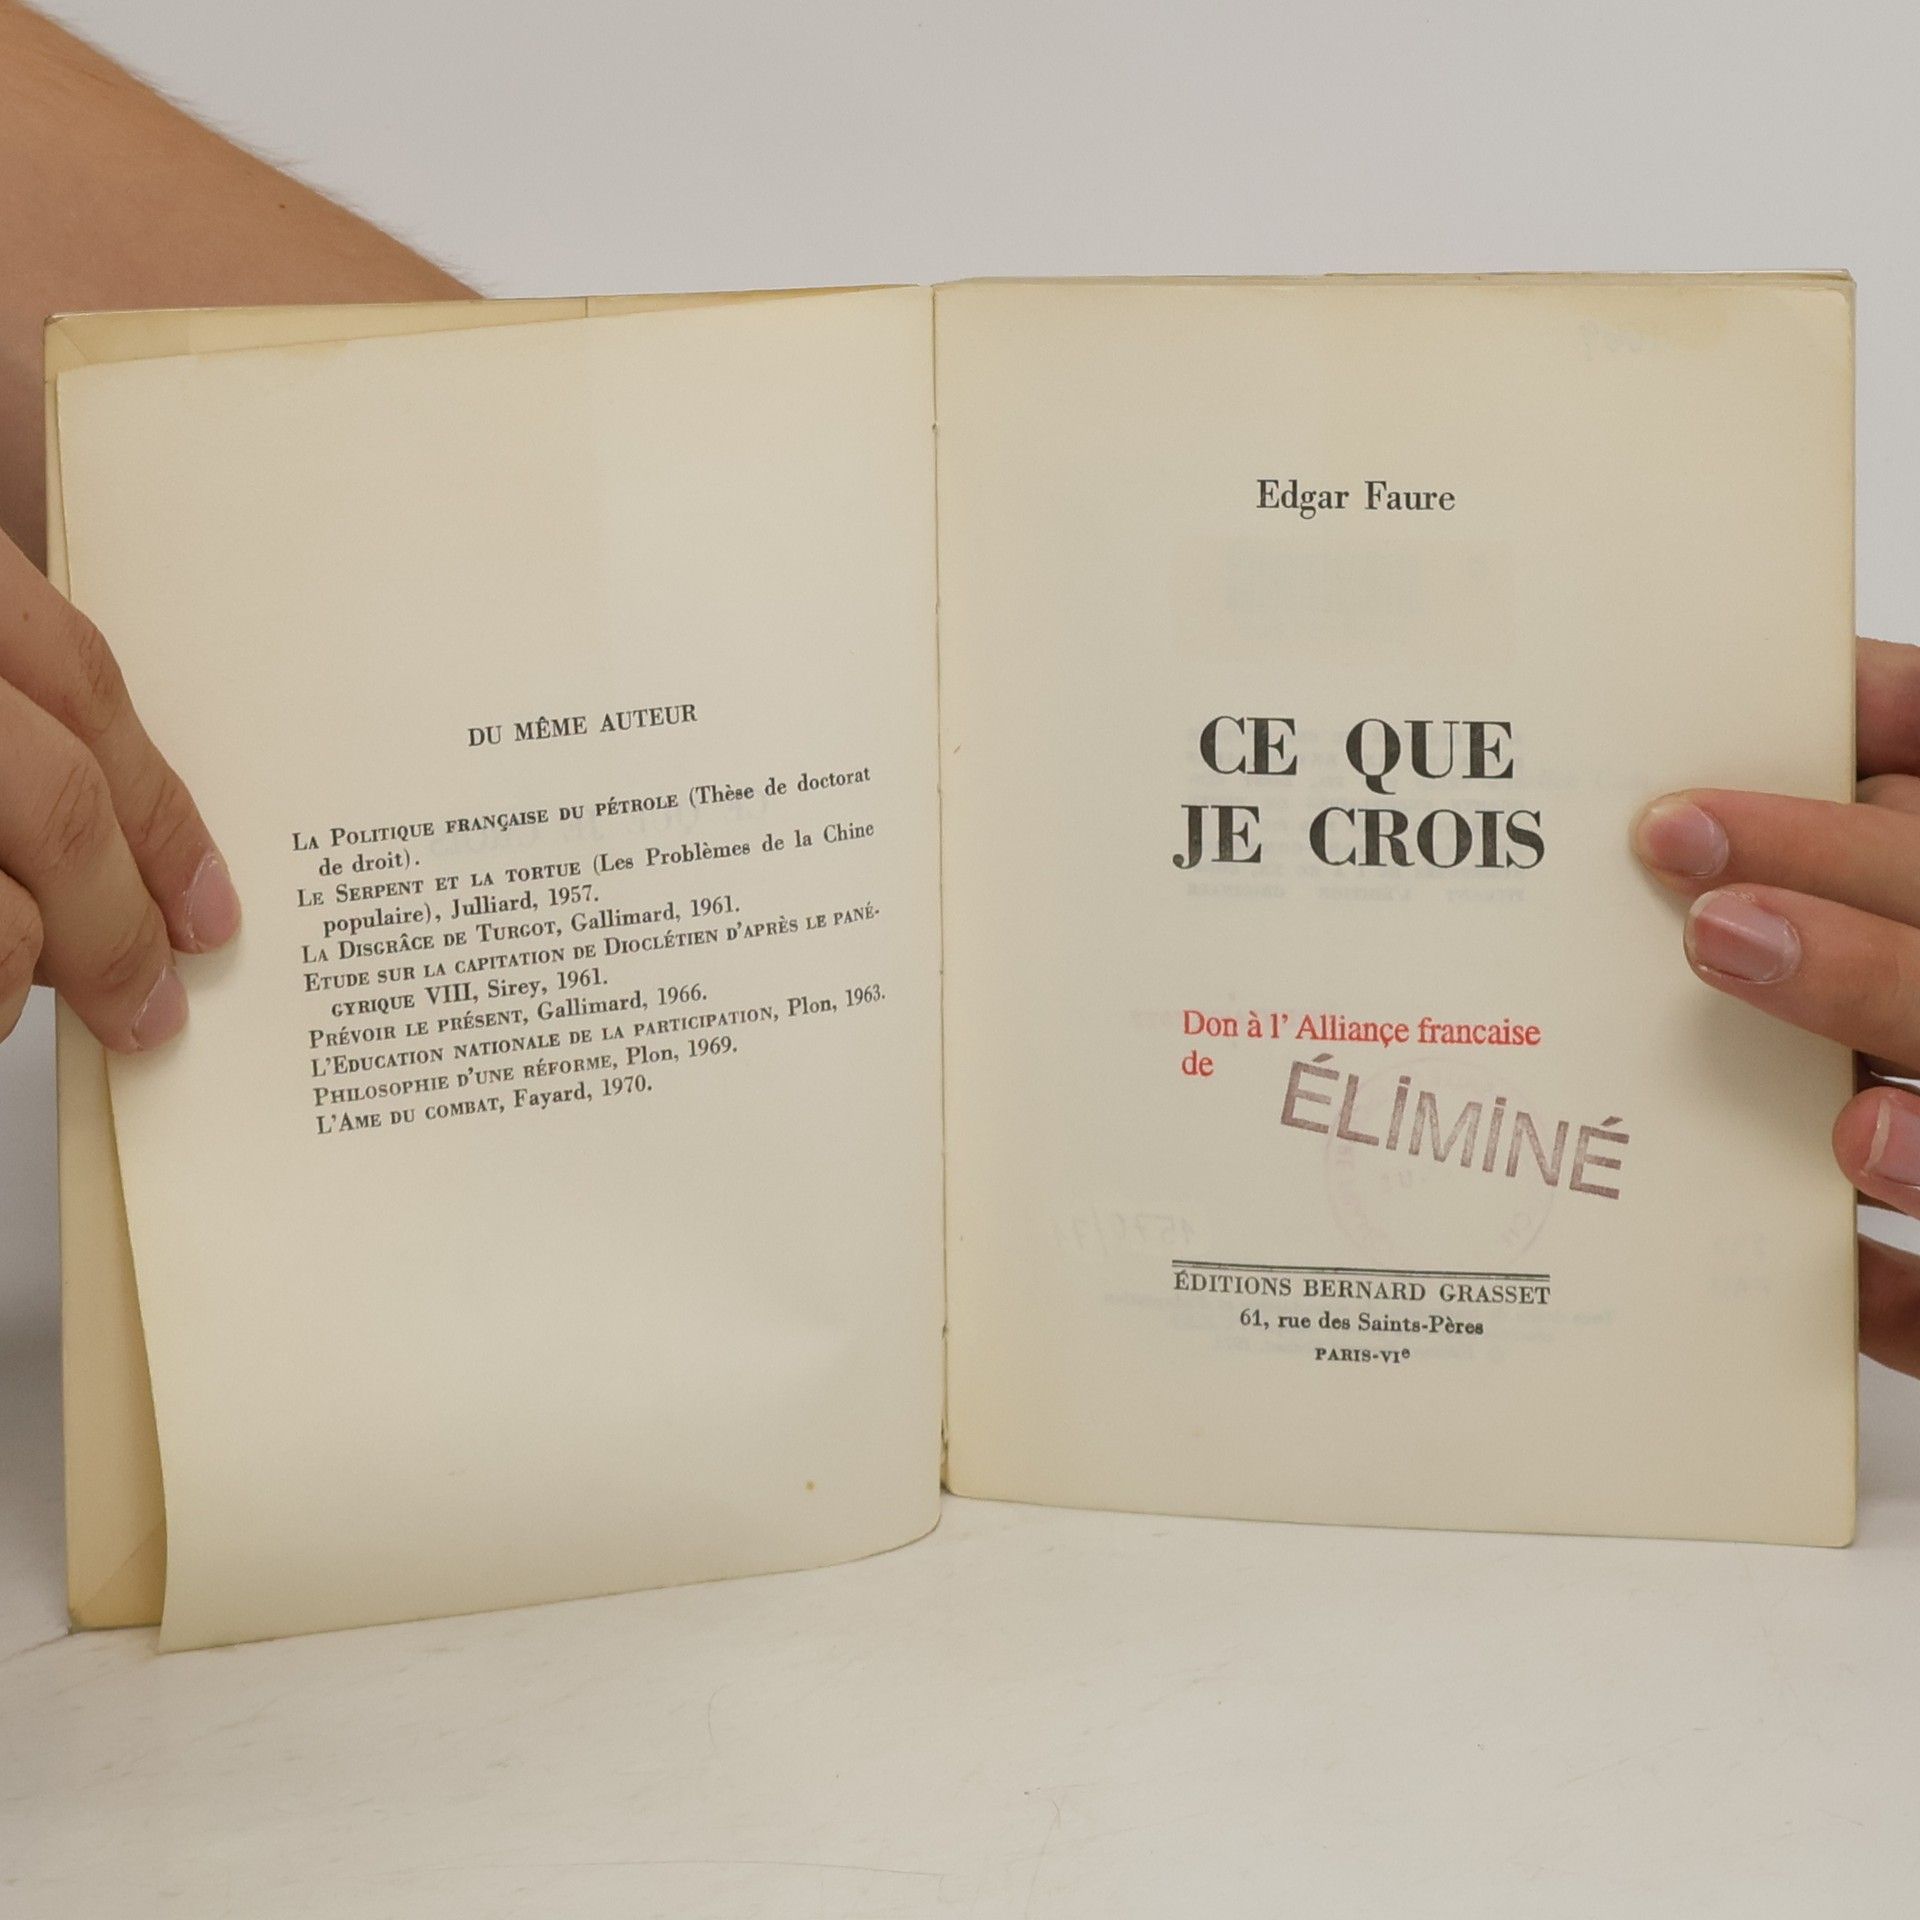 DU MÊME AUTEUR
LA POLITIQUE FRANÇAISE DU PÉTROLE (Thèse de doctorat
de droit).
LE SERPENT ET LA TORTUE (Les Problèmes de la Chine
populaire), Julliard, 1957.
LA DISGRÂCE DE TURGOT, Gallimard, 1961.
ETUDE SUR LA CAPITATION DE DIOCLÉTIEN D'APRÈS LE PANÉ-
GYRIQUE VIII, Sirey, 1961.
PRÉVOIR LE PRÉSENT, Gallimard, 1966.
L'EDUCATION NATIONALE DE LA PARTICIPATION, Plon, 1963.
PHILOSOPHIE D'UNE RÉFORME, Plon, 1969.
L'AME DU COMBAT, Fayard, 1970.
Edgar Faure
CE QUE
JE CROIS
Don à l' Alliançe francaise
de
ÉLIMINÉ
ÉDITIONS BERNARD GRASSET
61, rue des Saints-Pères
PARIS-VIe